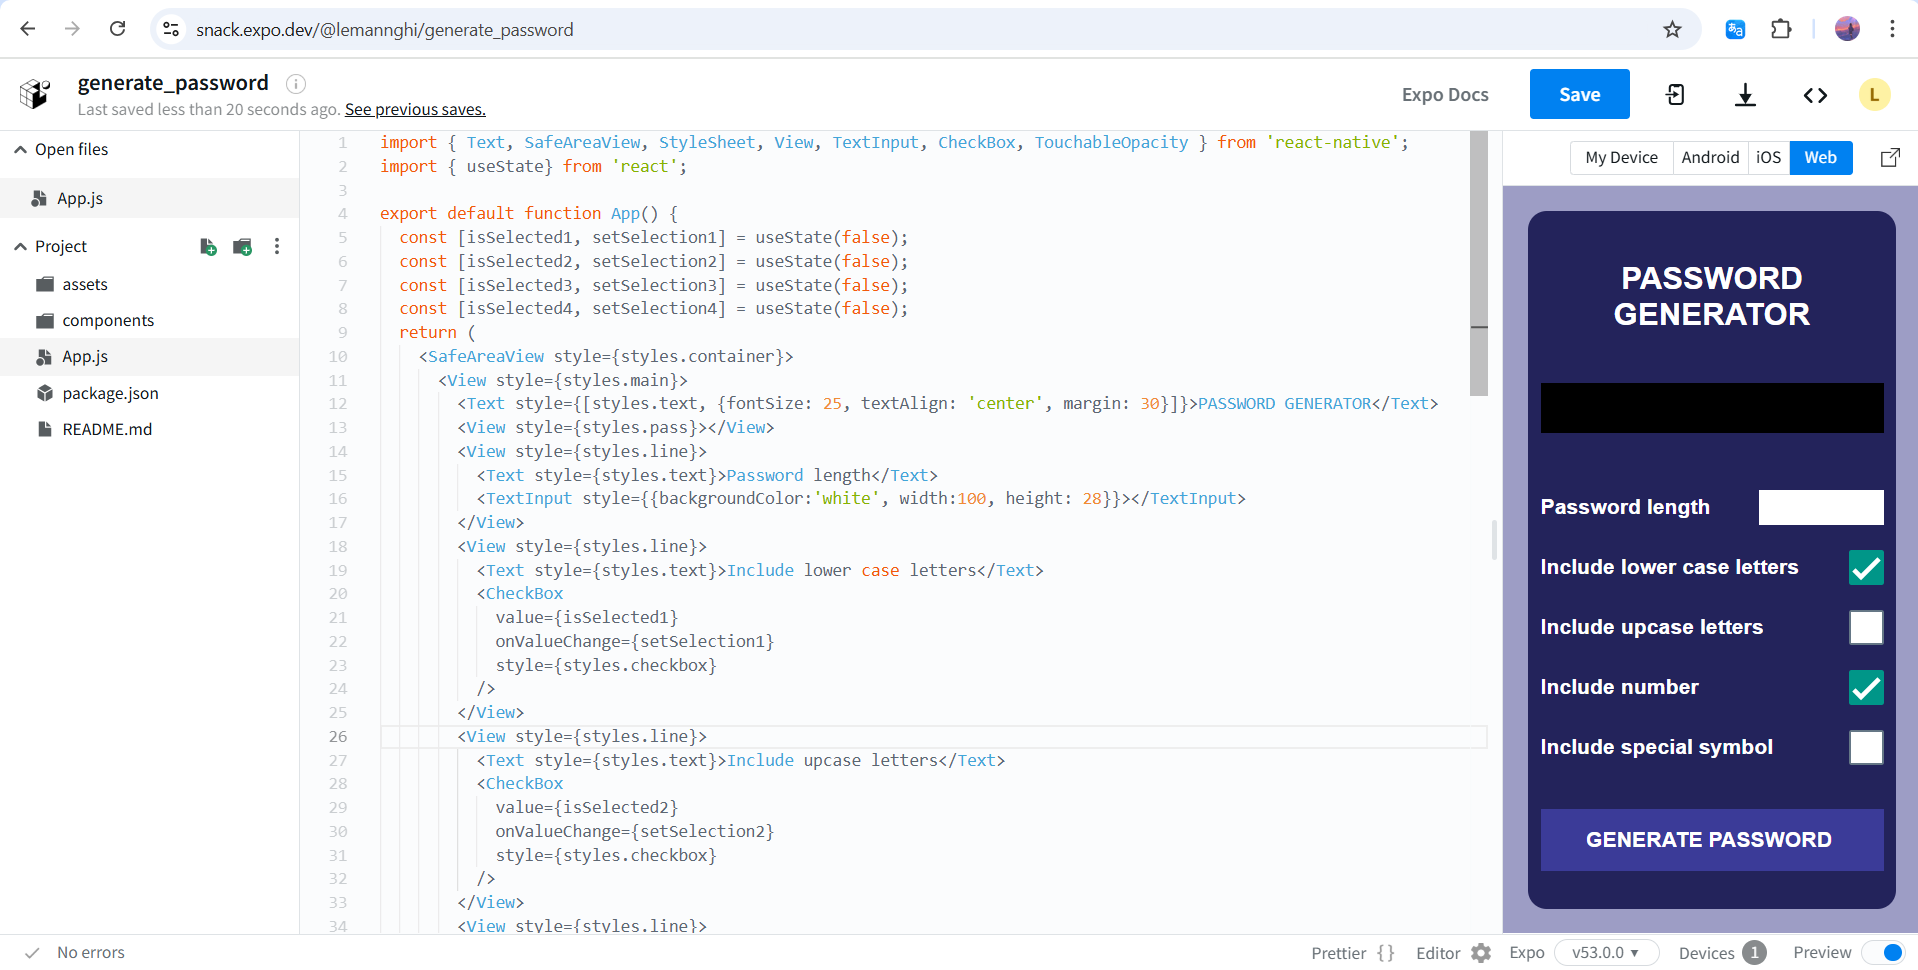 snack.expo.dev/@lemannghi/generate_password
generate_password
Last saved less than 20 seconds ago. See previous saves.
Expo Docs
Save
L
Open files
App.js
Project
assets
components
App.js
package.json
README.md
1 import { Text, SafeAreaView, StyleSheet, View, TextInput, CheckBox, TouchableOpacity } from 'react-native';
2 import { useState} from 'react';
3
4 export default function App() {
5 const [isSelected1, setSelection1] = useState(false);
6 const [isSelected2, setSelection2] = useState(false);
7 const [isSelected3, setSelection3] = useState(false);
8 const [isSelected4, setSelection4] = useState(false);
9 return (
10 <SafeAreaView style={styles.container}>
11 <View style={styles.main}>
12 <Text style={[styles.text, {fontSize: 25, textAlign: 'center', margin: 30}]}>PASSWORD GENERATOR</Text>
13 <View style={styles.pass}></View>
14 <View style={styles.line}>
15 <Text style={styles.text}>Password length</Text>
16 <TextInput style={{backgroundColor:'white', width:100, height: 28}}></TextInput>
17 </View>
18 <View style={styles.line}>
19 <Text style={styles.text}>Include lower case letters</Text>
20 <CheckBox
21 value={isSelected1}
22 onValueChange={setSelection1}
23 style={styles.checkbox}
24 />
25 </View>
26 <View style={styles.line}>
27 <Text style={styles.text}>Include upcase letters</Text>
28 <CheckBox
29 value={isSelected2}
30 onValueChange={setSelection2}
31 style={styles.checkbox}
32 />
33 </View>
34 <View style={styles.line}>
My Device Android iOS Web
PASSWORD
GENERATOR
Password length
Include lower case letters
Include upcase letters
Include number
Include special symbol
GENERATE PASSWORD
No errors
Prettier {} Editor Expo v53.0.0 Devices 1 Preview